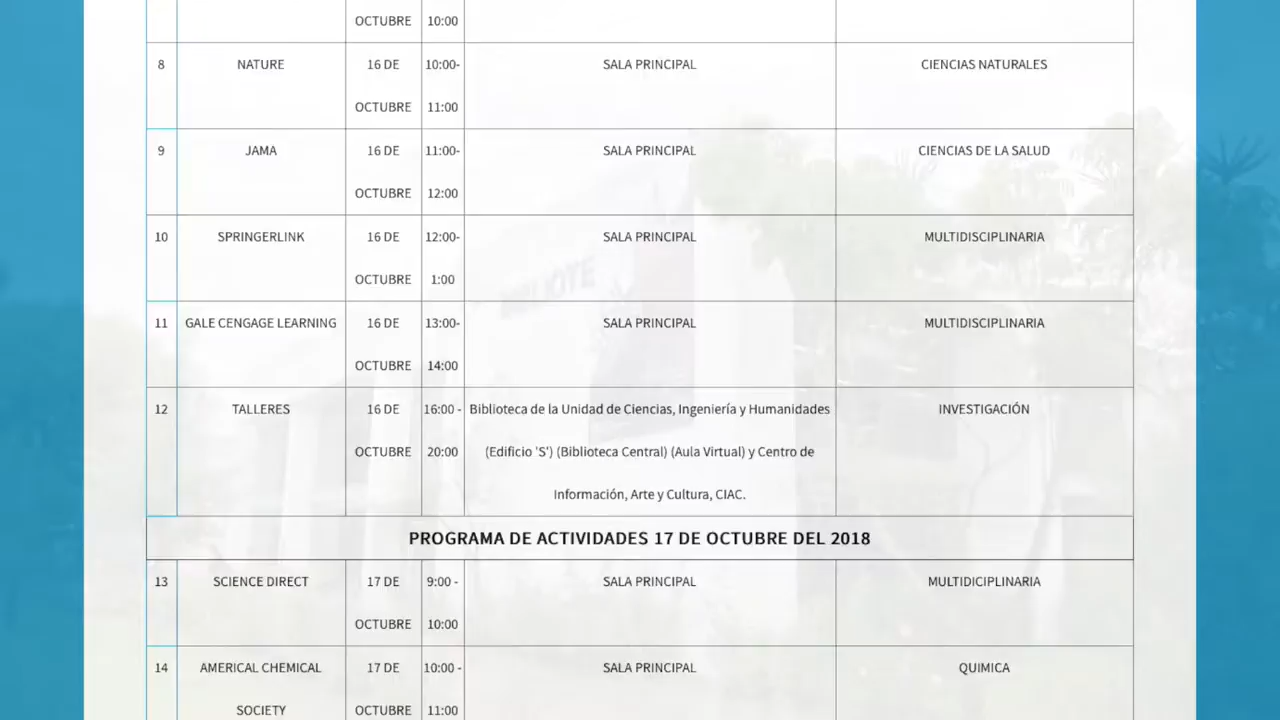 OCTUBRE 10:00
8 NATURE 16 DE 10:00- SALA PRINCIPAL CIENCIAS NATURALES
OCTUBRE 11:00
9 JAMA 16 DE 11:00- SALA PRINCIPAL CIENCIAS DE LA SALUD
OCTUBRE 12:00
10 SPRINGERLINK 16 DE 12:00- SALA PRINCIPAL MULTIDISCIPLINARIA
OCTUBRE 1:00
11 GALE CENGAGE LEARNING 16 DE 13:00- SALA PRINCIPAL MULTIDISCIPLINARIA
OCTUBRE 14:00
12 TALLERES 16 DE 16:00 - Biblioteca de la Unidad de Ciencias, Ingeniería y Humanidades INVESTIGACIÓN
OCTUBRE 20:00 (Edificio 'S') (Biblioteca Central) (Aula Virtual) y Centro de
Información, Arte y Cultura, CIAC.
PROGRAMA DE ACTIVIDADES 17 DE OCTUBRE DEL 2018
13 SCIENCE DIRECT 17 DE 9:00 - SALA PRINCIPAL MULTIDICIPLINARIA
OCTUBRE 10:00
14 AMERICAL CHEMICAL 17 DE 10:00 - SALA PRINCIPAL QUIMICA
SOCIETY OCTUBRE 11:00